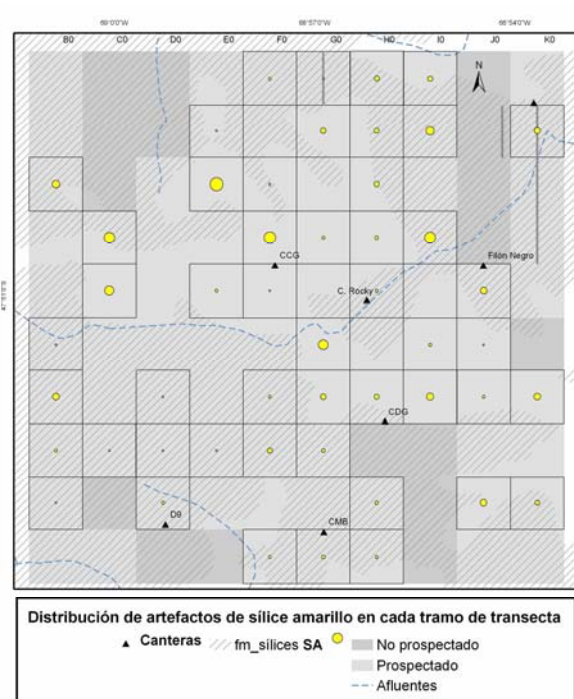 69°0'0"W 68°57'0"W 68°54'0"W
B0 C0 D0 E0 F0 G0 H0 I0 J0 K0
N
CCG
Filón Negro
C. Rocky
CDG
D9
CMB
Distribución de artefactos de sílice amarillo en cada tramo de transecta
Canteras fm_sílices SA No prospectado
Prospectado
Afluentes